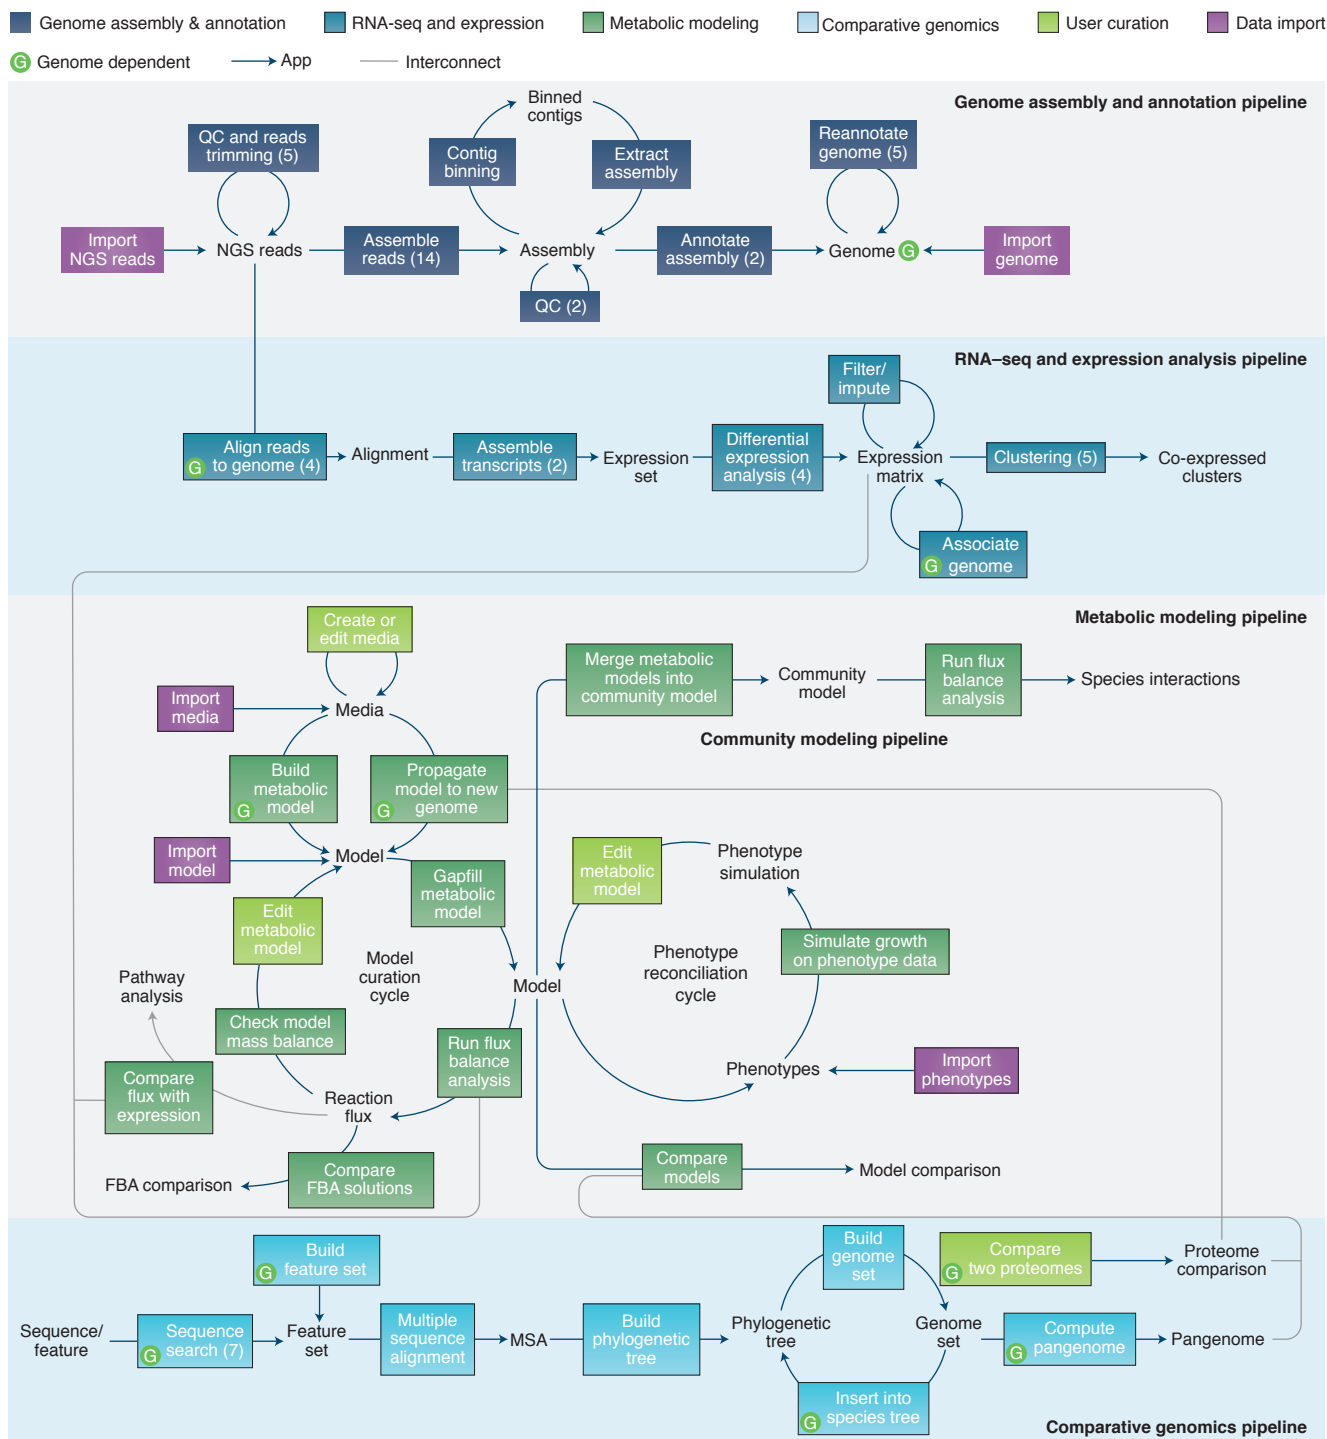 Genome assembly & annotation
RNA-seq and expression
Metabolic modeling
Comparative genomics
User curation
Data import
G Genome dependent
App
Interconnect
Genome assembly and annotation pipeline
Binned
contigs
QC and reads
trimming (5)
Contig
binning
Extract
assembly
Reannotate
genome (5)
Import
NGS reads
NGS reads
Assemble
reads (14)
Assembly
Annotate
assembly (2)
Genome G
Import
genome
QC (2)
RNA–seq and expression analysis pipeline
Filter/
impute
Align reads
G to genome (4)
Alignment
Assemble
transcripts (2)
Expression
set
Differential
expression
analysis (4)
Expression
matrix
Clustering (5)
Co-expressed
clusters
Associate
G genome
Metabolic modeling pipeline
Create or
edit media
Import
media
Media
Merge metabolic
models into
community model
Community
model
Run flux
balance
analysis
Species interactions
Community modeling pipeline
Build
metabolic
G model
Propagate
model to new
G genome
Import
model
Model
Gapfill
metabolic
model
Edit
metabolic
model
Phenotype
simulation
Edit
metabolic
model
Model
curation
cycle
Phenotype
reconciliation
cycle
Simulate growth
on phenotype data
Pathway
analysis
Model
Check model
mass balance
Run flux
balance
analysis
Phenotypes
Import
phenotypes
Compare
flux with
expression
Reaction
flux
FBA comparison
Compare
FBA solutions
Compare
models
Model comparison
Build
G feature set
Build
genome
set
Compare
G two proteomes
Proteome
comparison
Sequence/
feature
Sequence
G search (7)
Feature
set
Multiple
sequence
alignment
MSA
Build
phylogenetic
tree
Phylogenetic
tree
Genome
set
Compute
G pangenome
Pangenome
Insert into
G species tree
Comparative genomics pipeline